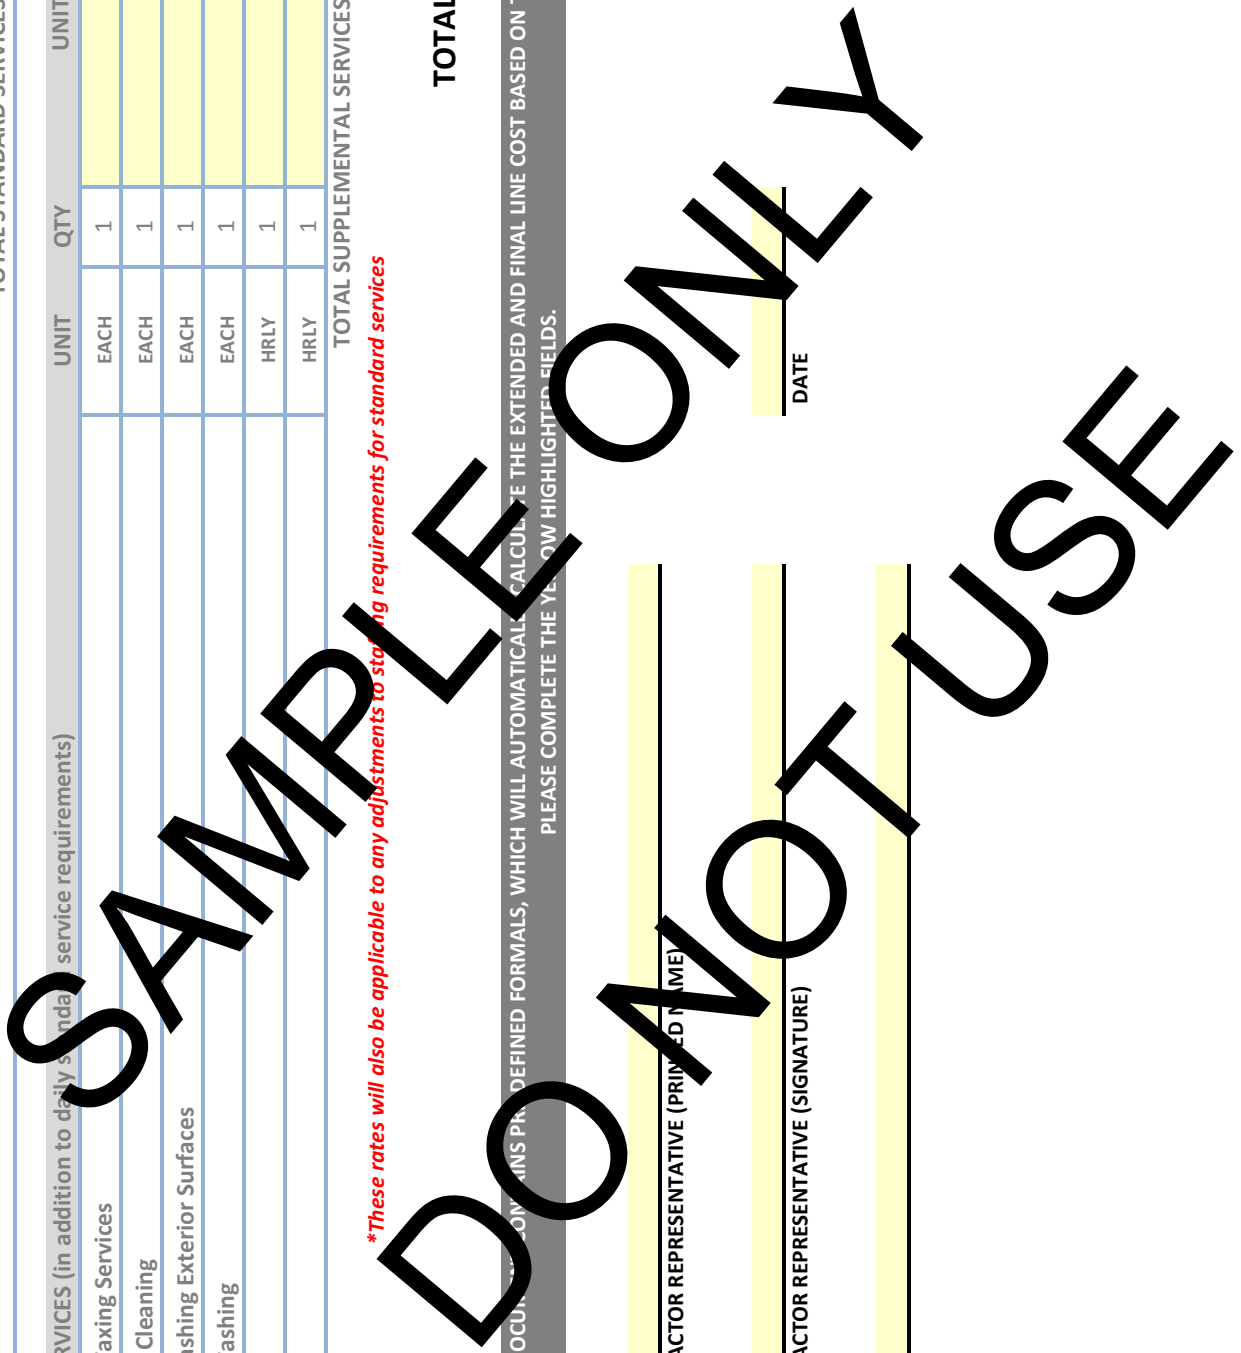 TOTAL STANDARD SERVICES
RVICES (in addition to daily standard service requirements) UNIT QTY UNIT
axing Services EACH 1
Cleaning EACH 1
ashing Exterior Surfaces EACH 1
ashing EACH 1
HRLY 1
HRLY 1
TOTAL SUPPLEMENTAL SERVICES
*These rates will also be applicable to any adjustments to staffing requirements for standard services
TOTAL
OCUMENT CONTAINS PREDEFINED FORMALS, WHICH WILL AUTOMATICALLY CALCULATE THE EXTENDED AND FINAL LINE COST BASED ON T
PLEASE COMPLETE THE YELLOW HIGHLIGHTED FIELDS.
ACTOR REPRESENTATIVE (PRINTED NAME)
ACTOR REPRESENTATIVE (SIGNATURE) DATE
SAMPLE ONLY
DO NOT USE